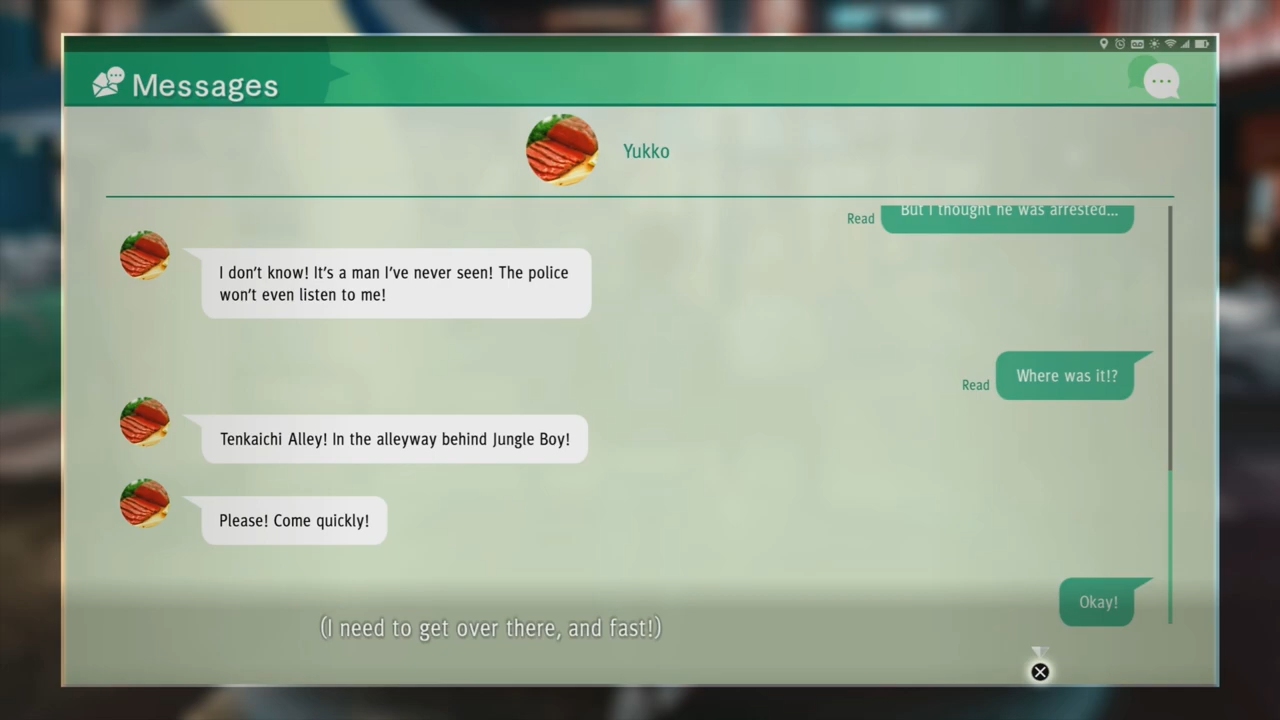 Messages
Yukko
But I thought he was arrested...
Read
I don't know! It's a man I've never seen! The police
won't even listen to me!
Where was it!?
Read
Tenkaichi Alley! In the alleyway behind Jungle Boy!
Please! Come quickly!
Okay!
(I need to get over there, and fast!)